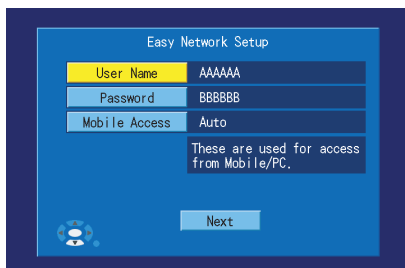 Easy Network Setup
User Name AAAAAA
Password BBBBBB
Mobile Access Auto
These are used for access
from Mobile/PC.
Next